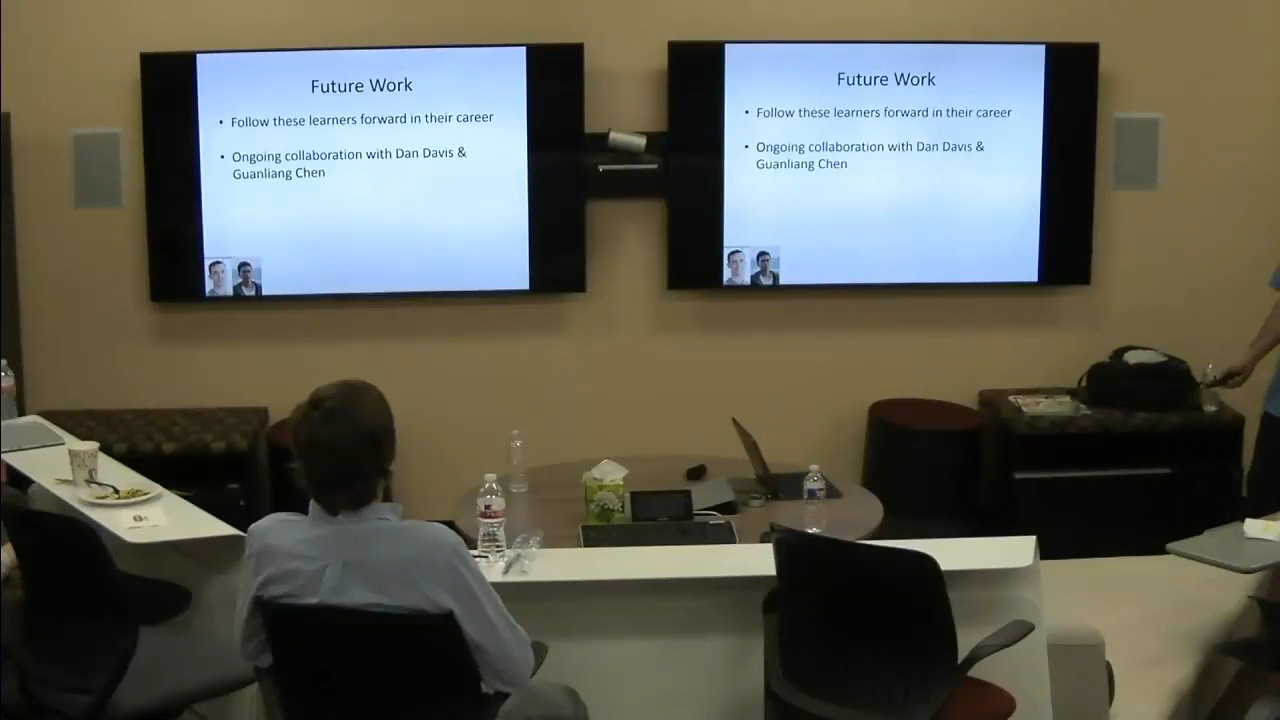 Future Work
• Follow these learners forward in their career
• Ongoing collaboration with Dan Davis &
Guanliang Chen
Future Work
• Follow these learners forward in their career
• Ongoing collaboration with Dan Davis &
Guanliang Chen